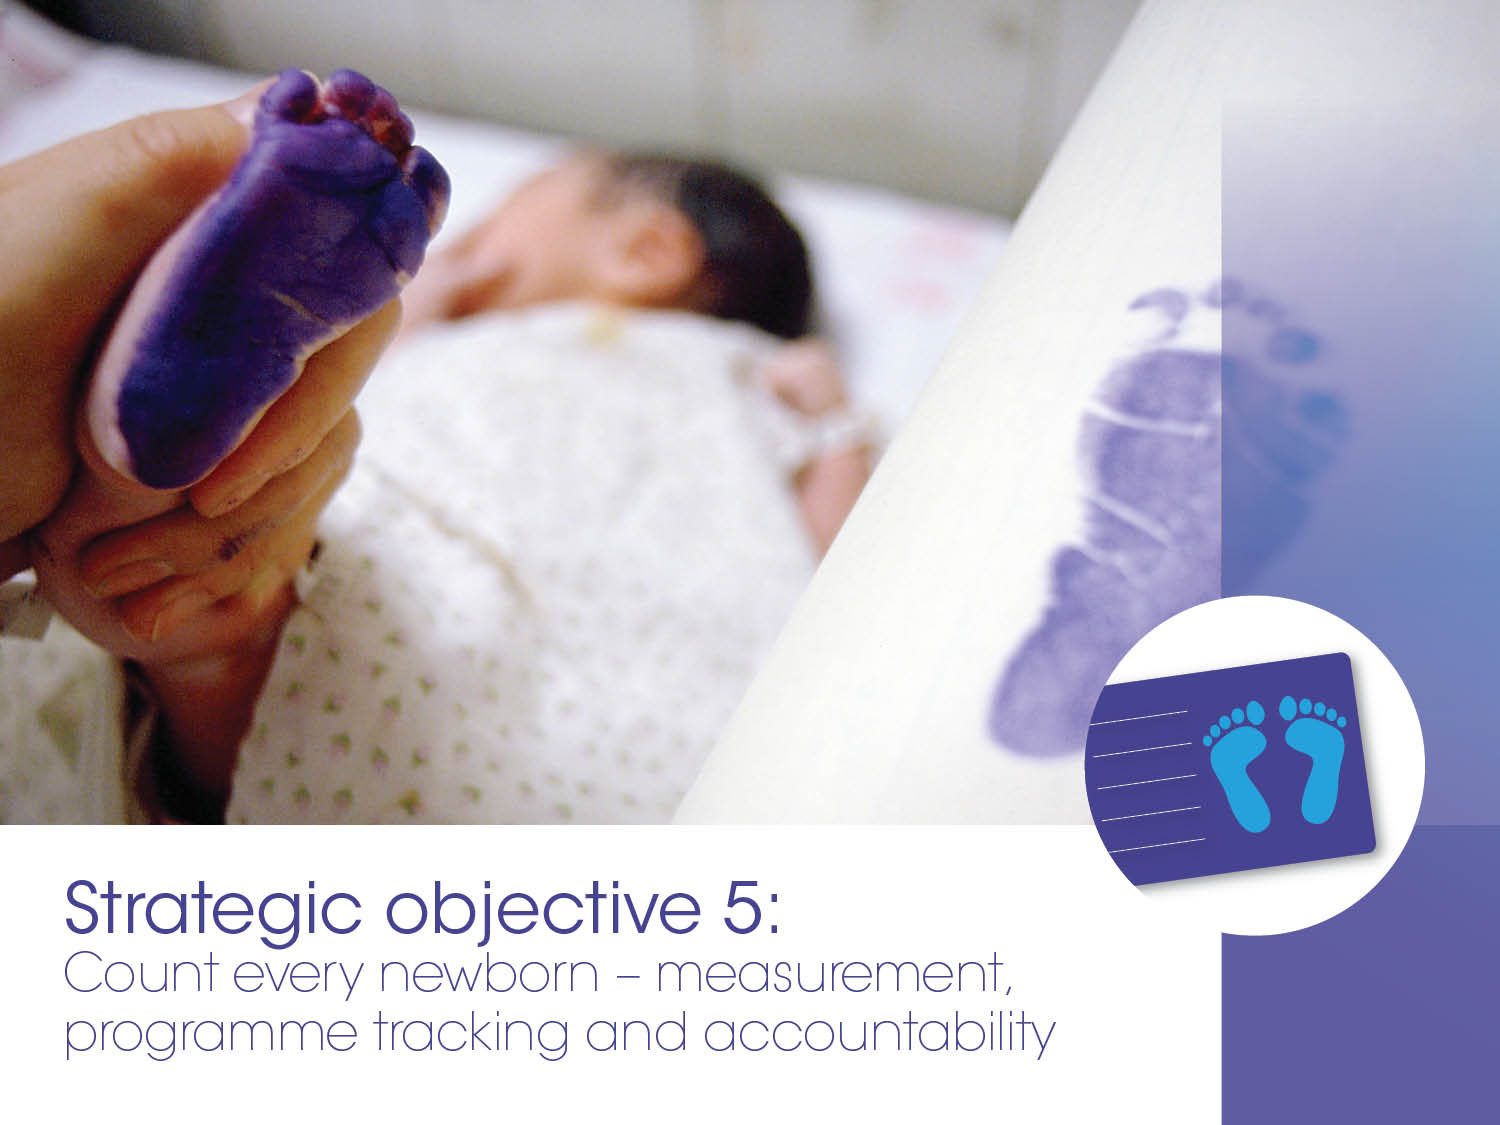 Strategic objective 5:
Count every newborn – measurement,
programme tracking and accountability